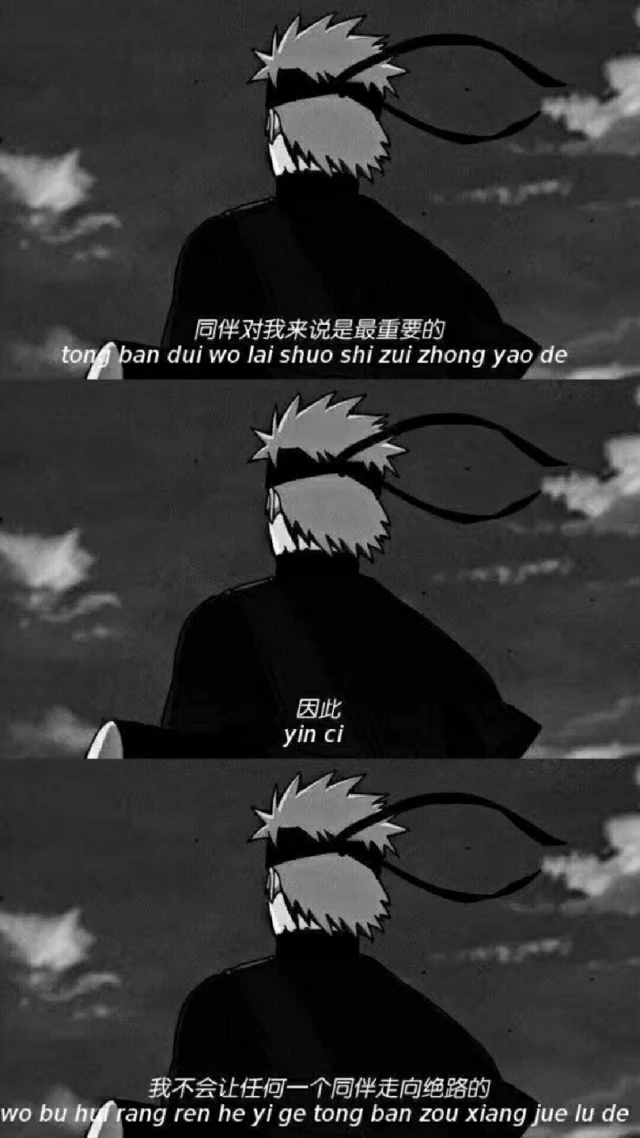 同伴对我来说是最重要的
tong ban dui wo lai shuo shi zui zhong yao de
因此
yin ci
我不会让任何一个同伴走向绝路的
wo bu hui rang ren he yi ge tong ban zou xiang jue lu de